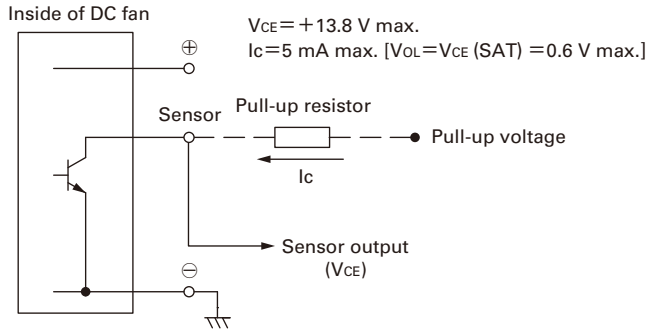 Inside of DC fan
VCE=+13.8 V max.
Ic=5 mA max. [VOL=VCE (SAT) =0.6 V max.]
⊕
Sensor
Pull-up resistor
Pull-up voltage
Ic
Sensor output
(VCE)
⊖